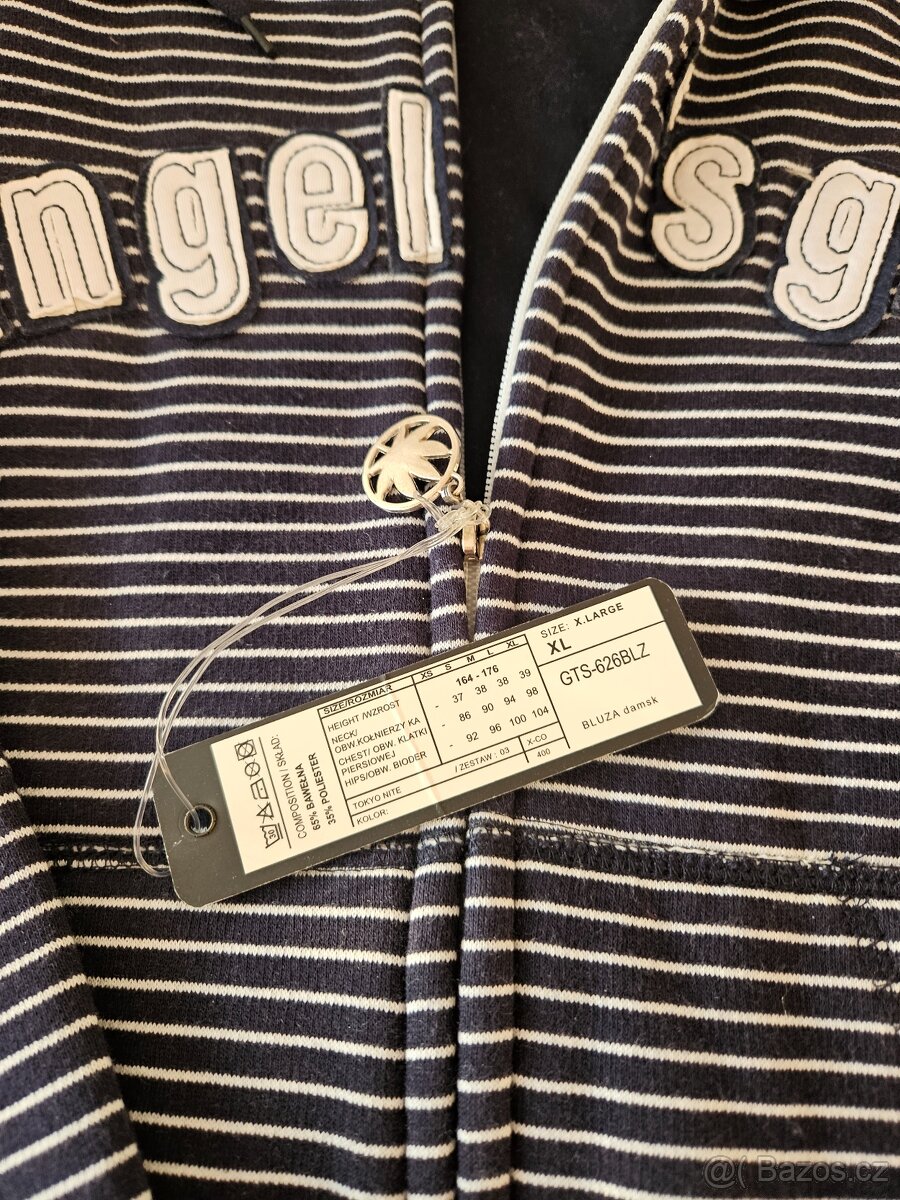 ngel sg
SIZE: X.LARGE
XL
GTS-626BLZ
BLUZA damsk
SIZE/ROZMIAR XS S M L XL
HEIGHT /WZROST 164 - 176
NECK/
OBW.KOŁNIERZY KA - 37 38 38 39
CHEST/ OBW. KLATKI
PIERSIOWEJ - 86 90 94 98
HIPS/OBW. BIODER - 92 96 100 104
TOKYO NITE / ZESTAW : 03 X-CO
KOLOR: 400
COMPOSITION / SKŁAD:
65% BAWEŁNA
35% POLIESTER
30
@( Bazos.cz